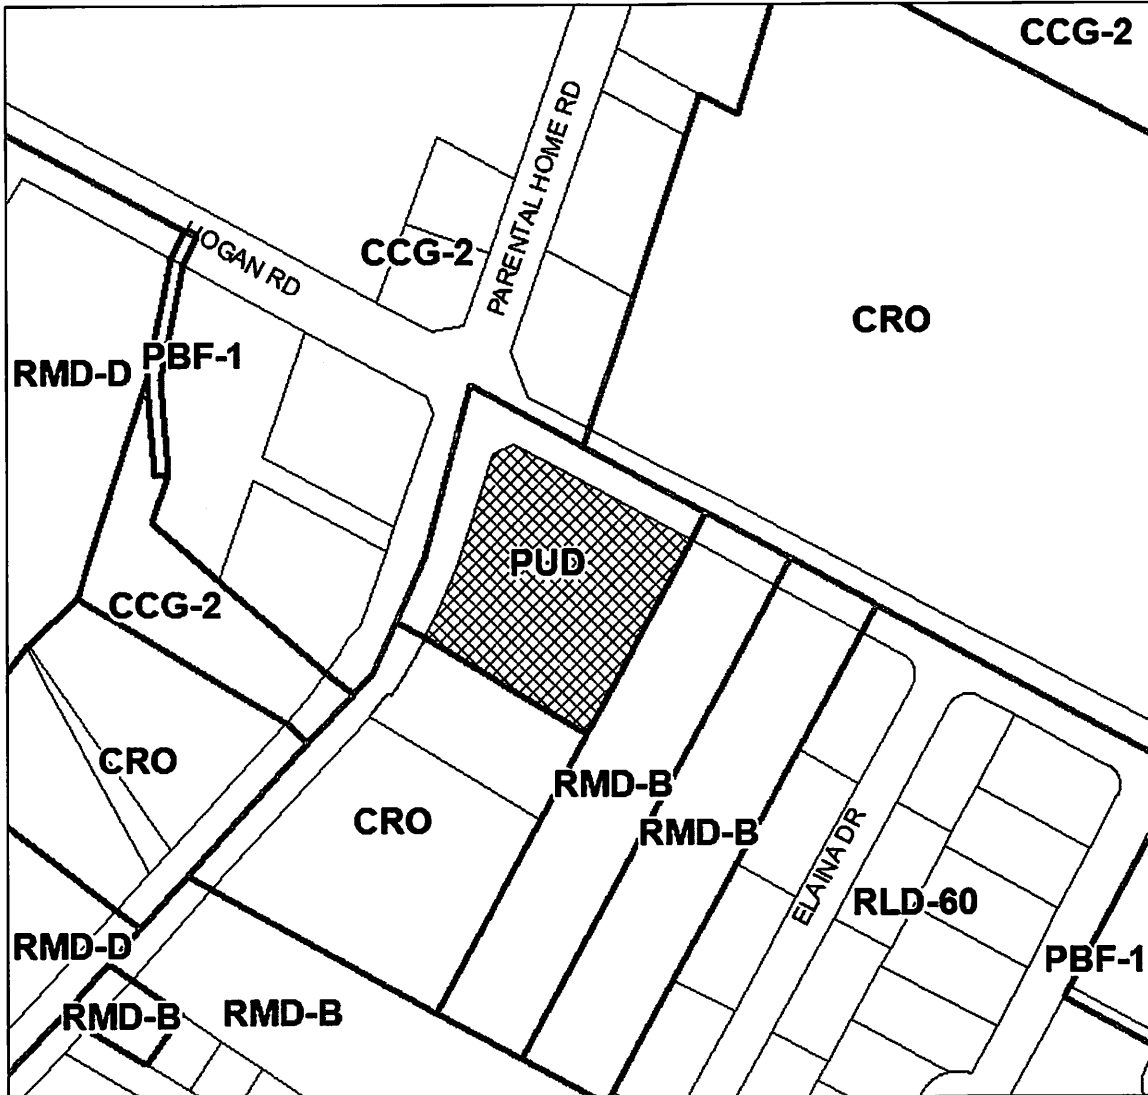 CCG-2
PARENTAL HOME RD
HOGAN RD
CCG-2
CRO
RMD-D
PBF-1
PUD
CCG-2
CRO
RMD-B
CRO
RMD-B
ELAINA DR
RLD-60
RMD-D
PBF-1
RMD-B
RMD-B